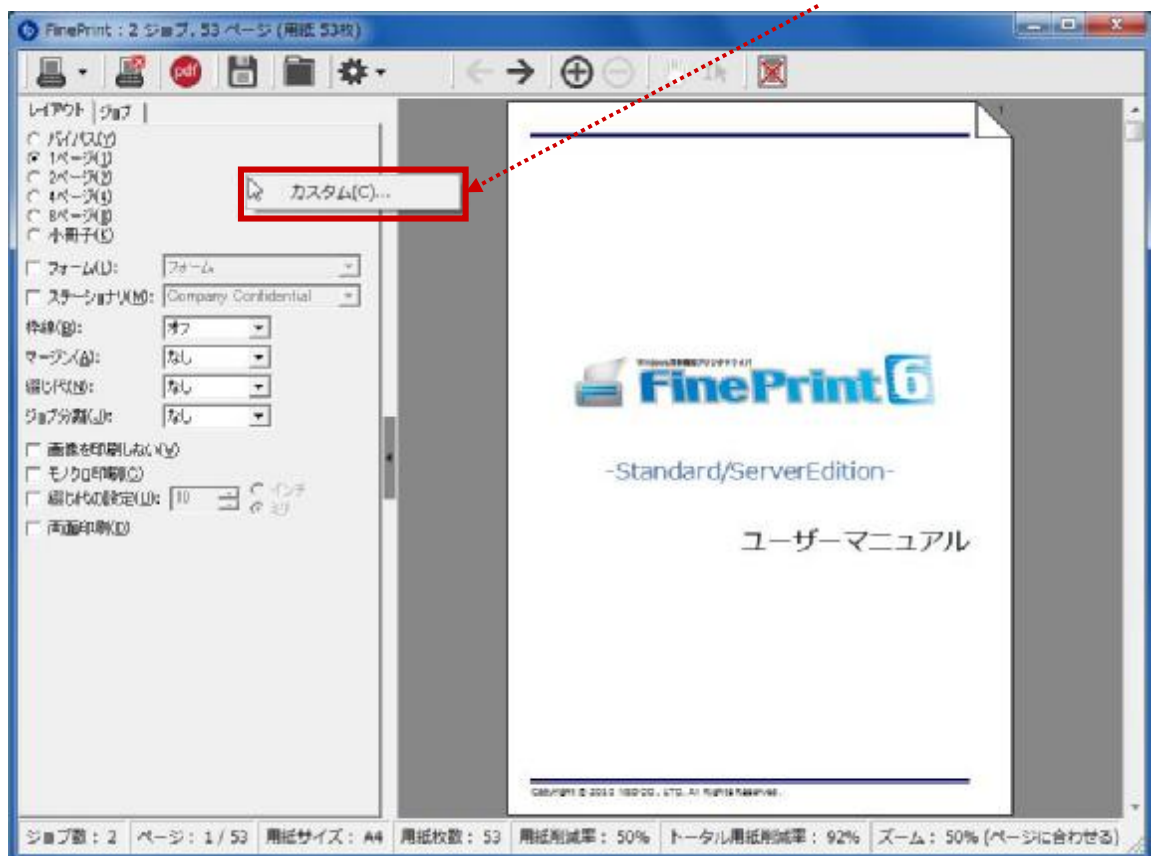 FinePrint : 2 ジョブ, 53 ページ (用紙 53枚)
pdf
レイアウト ジョブ
バイパス(Y)
1ページ(1)
2ページ(2)
4ページ(4)
8ページ(8)
小冊子(K)
カスタム(C)...
フォーム(L): フォーム
ステーショナリ(M): Company Confidential
枠線(B): オフ
マージン(A): なし
綴じ代(N): なし
ジョブ分割(J): なし
画像を印刷しない(V)
モノクロ印刷(C)
綴じ代の設定(U): 10 インチ
ミリ
両面印刷(D)
1
FinePrint 6
-Standard/ServerEdition-
ユーザーマニュアル
ジョブ数 : 2 ページ : 1 / 53 用紙サイズ : A4 用紙枚数 : 53 用紙削減率 : 50% トータル用紙削減率 : 92% ズーム : 50% (ページに合わせる)